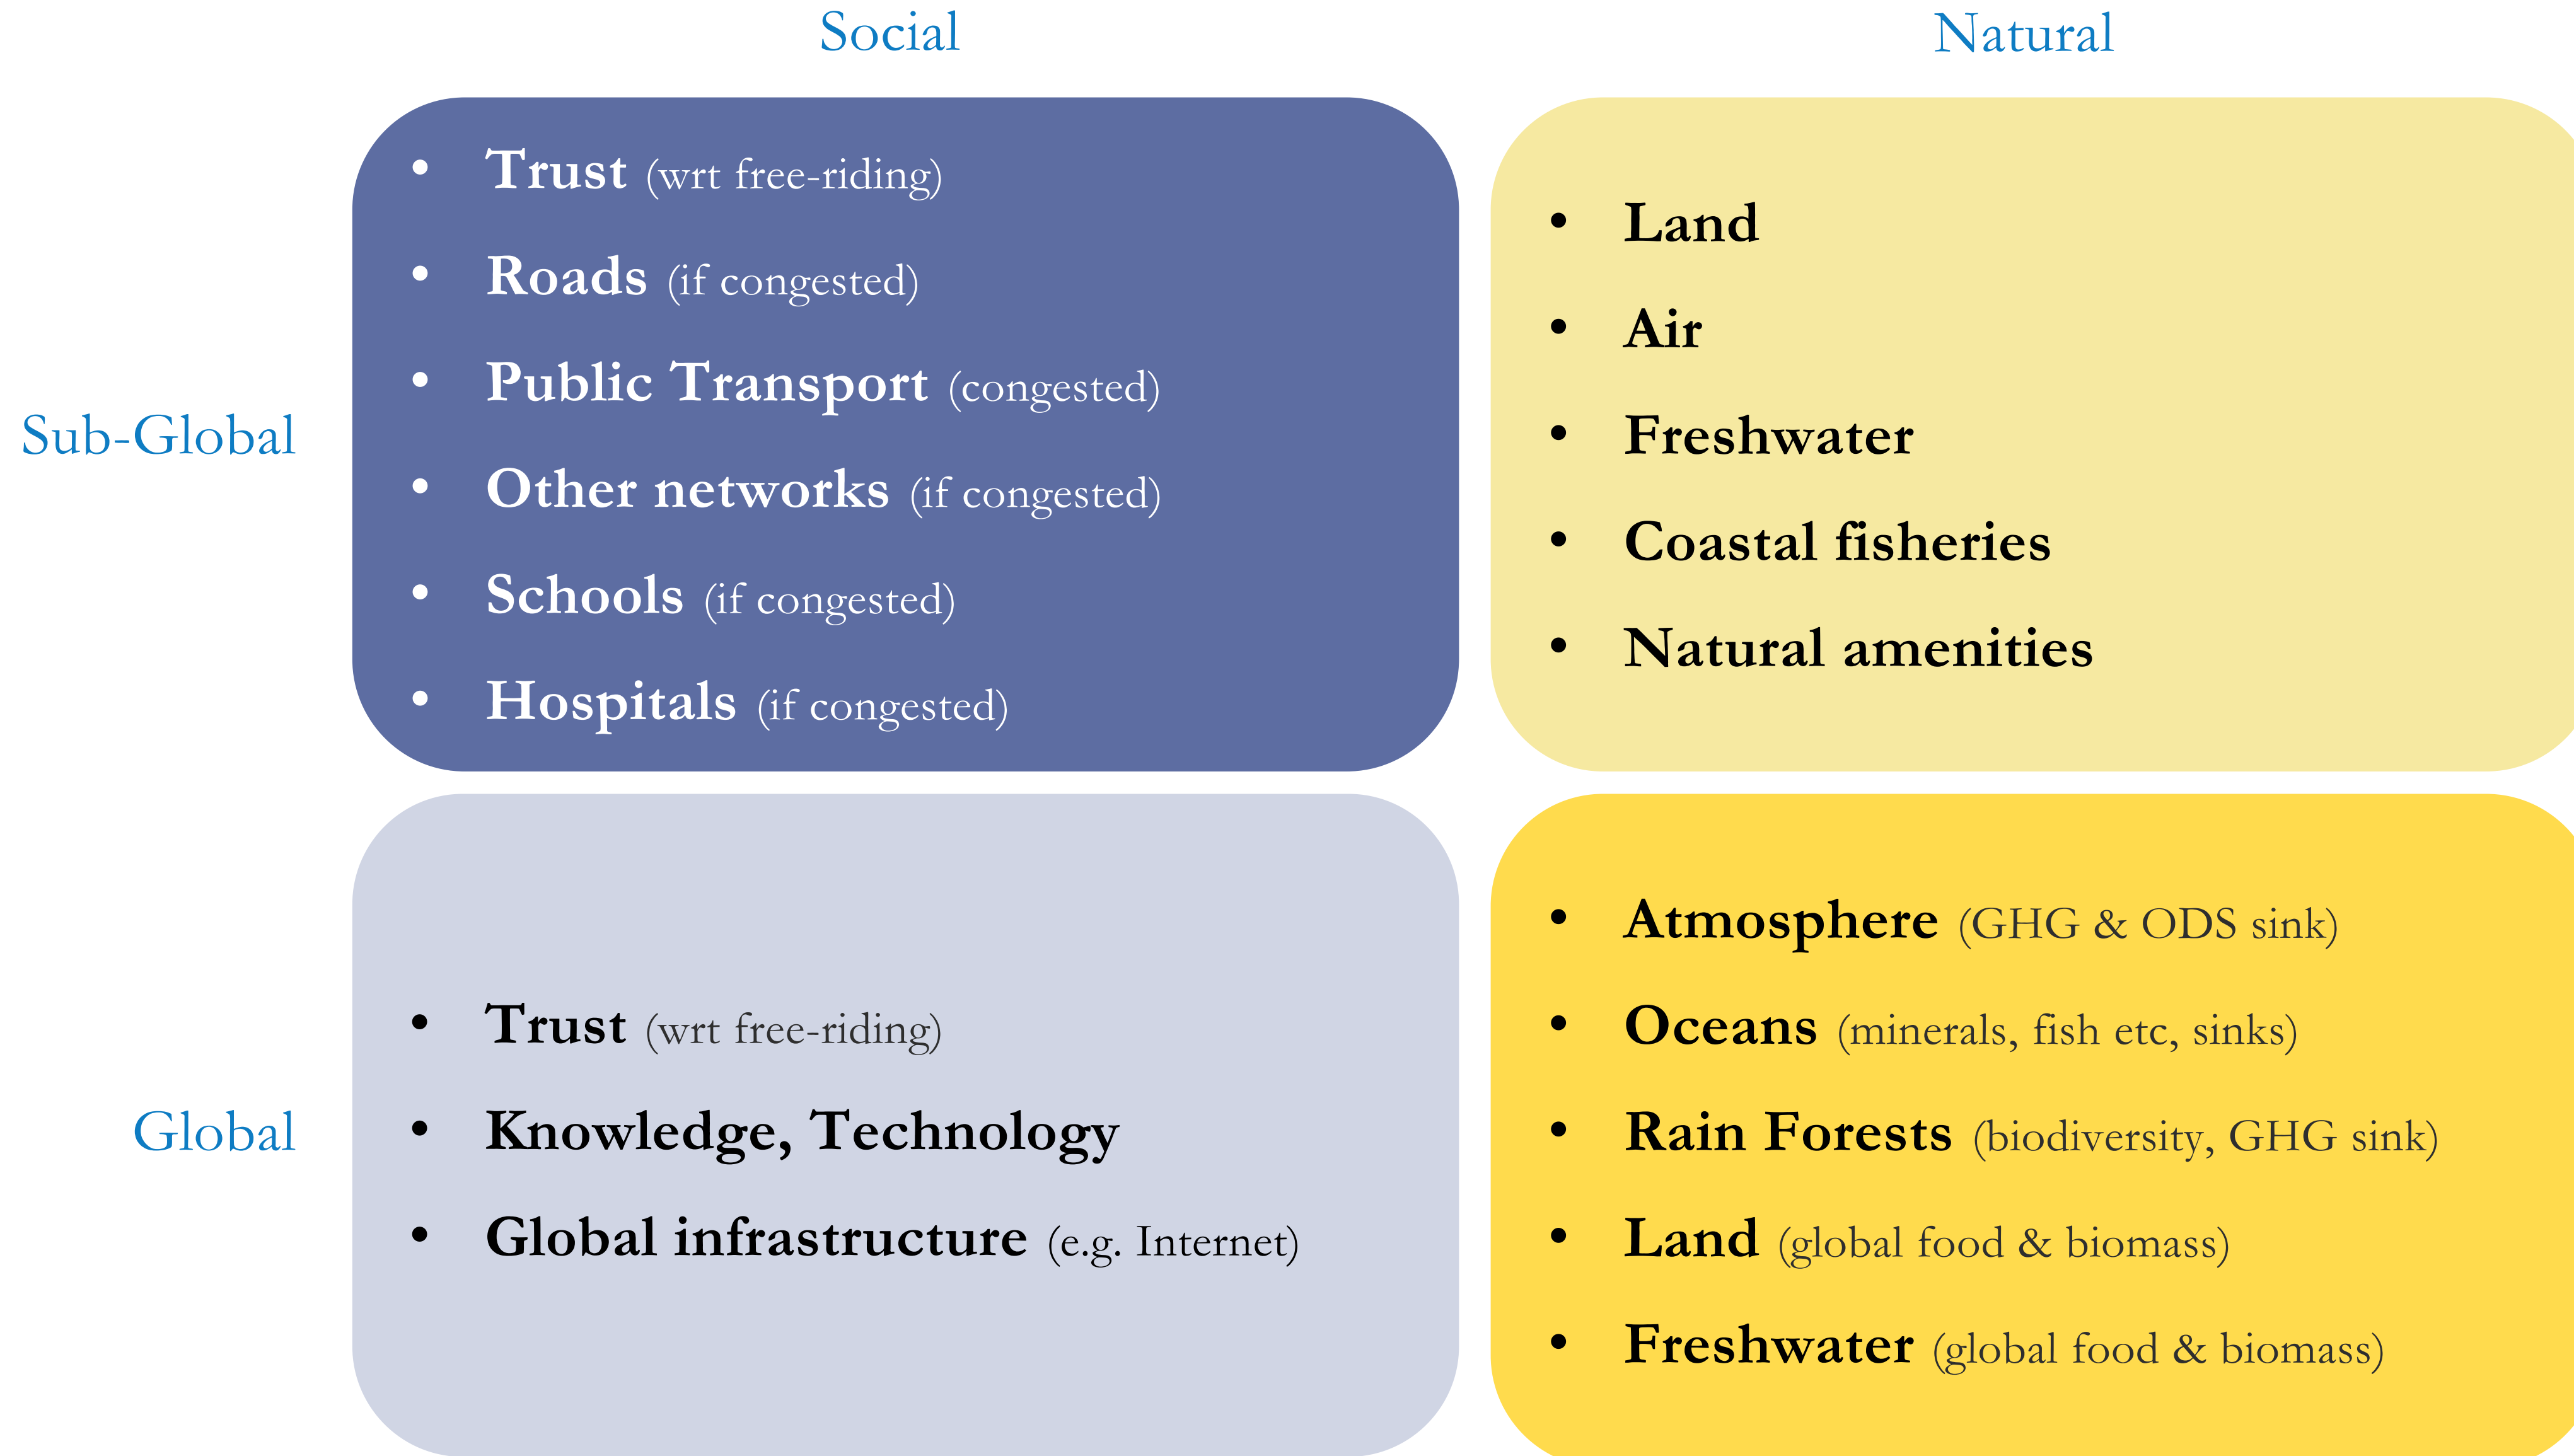 Social
Natural
Sub-Global
• Trust (wrt free-riding)
• Roads (if congested)
• Public Transport (congested)
• Other networks (if congested)
• Schools (if congested)
• Hospitals (if congested)
• Land
• Air
• Freshwater
• Coastal fisheries
• Natural amenities
Global
• Trust (wrt free-riding)
• Knowledge, Technology
• Global infrastructure (e.g. Internet)
• Atmosphere (GHG & ODS sink)
• Oceans (minerals, fish etc, sinks)
• Rain Forests (biodiversity, GHG sink)
• Land (global food & biomass)
• Freshwater (global food & biomass)